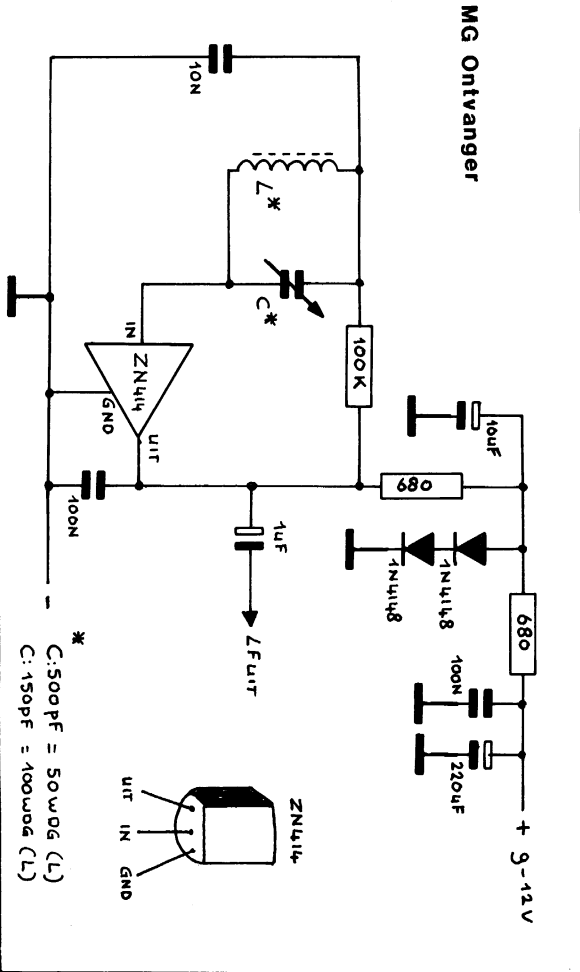 MG Ontvanger
10N
L*
C*
100K
IN
ZN414
GND
UIT
100N
10uF
680
1uF
LF UIT
1N4148
1N4148
680
100N
220uF
+ 9-12V
-
* C:500pF = 50WDG (L)
C:150pF = 100WDG (L)
ZN414
UIT
IN
GND